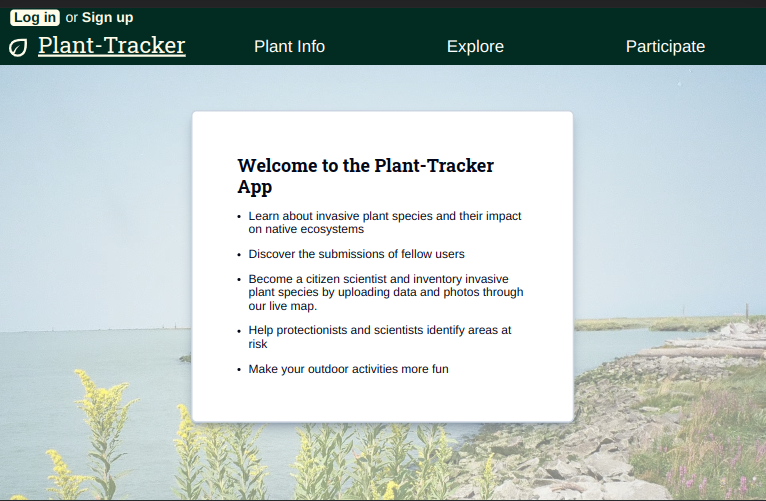 Log in or Sign up
Plant-Tracker
Plant Info
Explore
Participate
Welcome to the Plant-Tracker
App
• Learn about invasive plant species and their impact
on native ecosystems
• Discover the submissions of fellow users
• Become a citizen scientist and inventory invasive
plant species by uploading data and photos through
our live map.
• Help protectionists and scientists identify areas at
risk
• Make your outdoor activities more fun